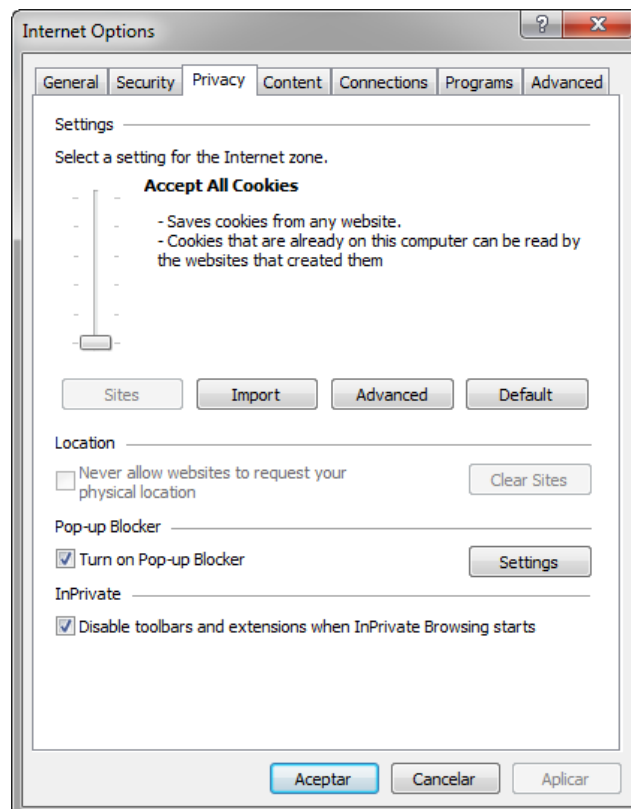 Internet Options
General Security Privacy Content Connections Programs Advanced
Settings
Select a setting for the Internet zone.
Accept All Cookies
- Saves cookies from any website.
- Cookies that are already on this computer can be read by
the websites that created them
Sites Import Advanced Default
Location
Never allow websites to request your
physical location
Clear Sites
Pop-up Blocker
Turn on Pop-up Blocker
Settings
InPrivate
Disable toolbars and extensions when InPrivate Browsing starts
Aceptar Cancelar Aplicar